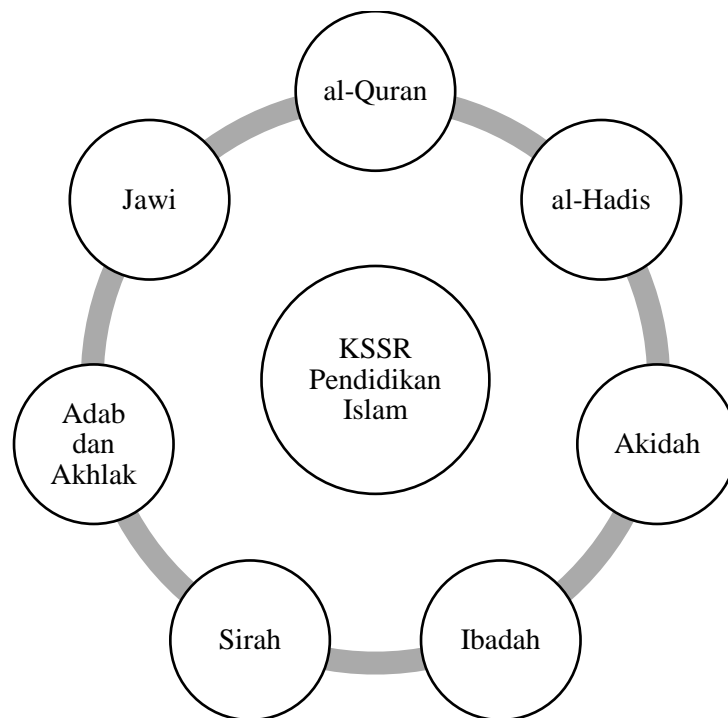 al-Quran
al-Hadis
Akidah
Ibadah
Sirah
Adab
dan
Akhlak
Jawi
KSSR
Pendidikan
Islam